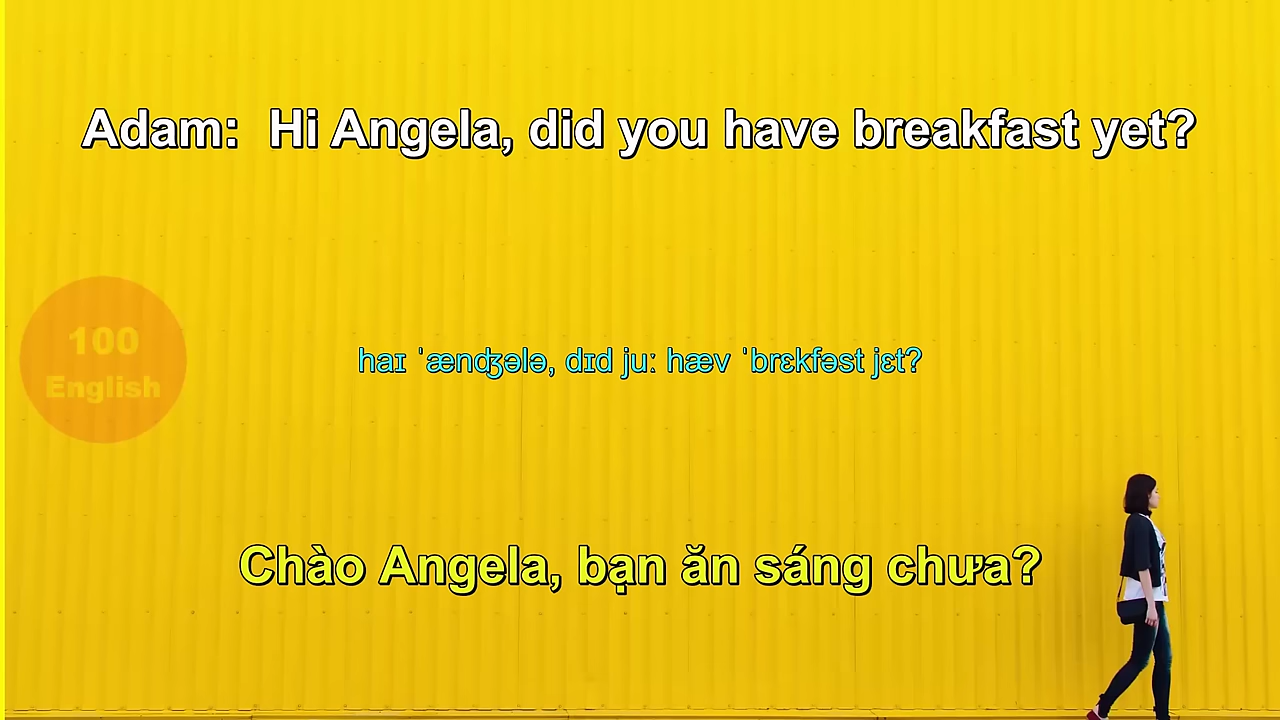 Adam:  Hi Angela, did you have breakfast yet?
100
English
haɪ ˈænʤələ, dɪd juː hæv ˈbrɛkfəst jɛt?
Chào Angela, bạn ăn sáng chưa?